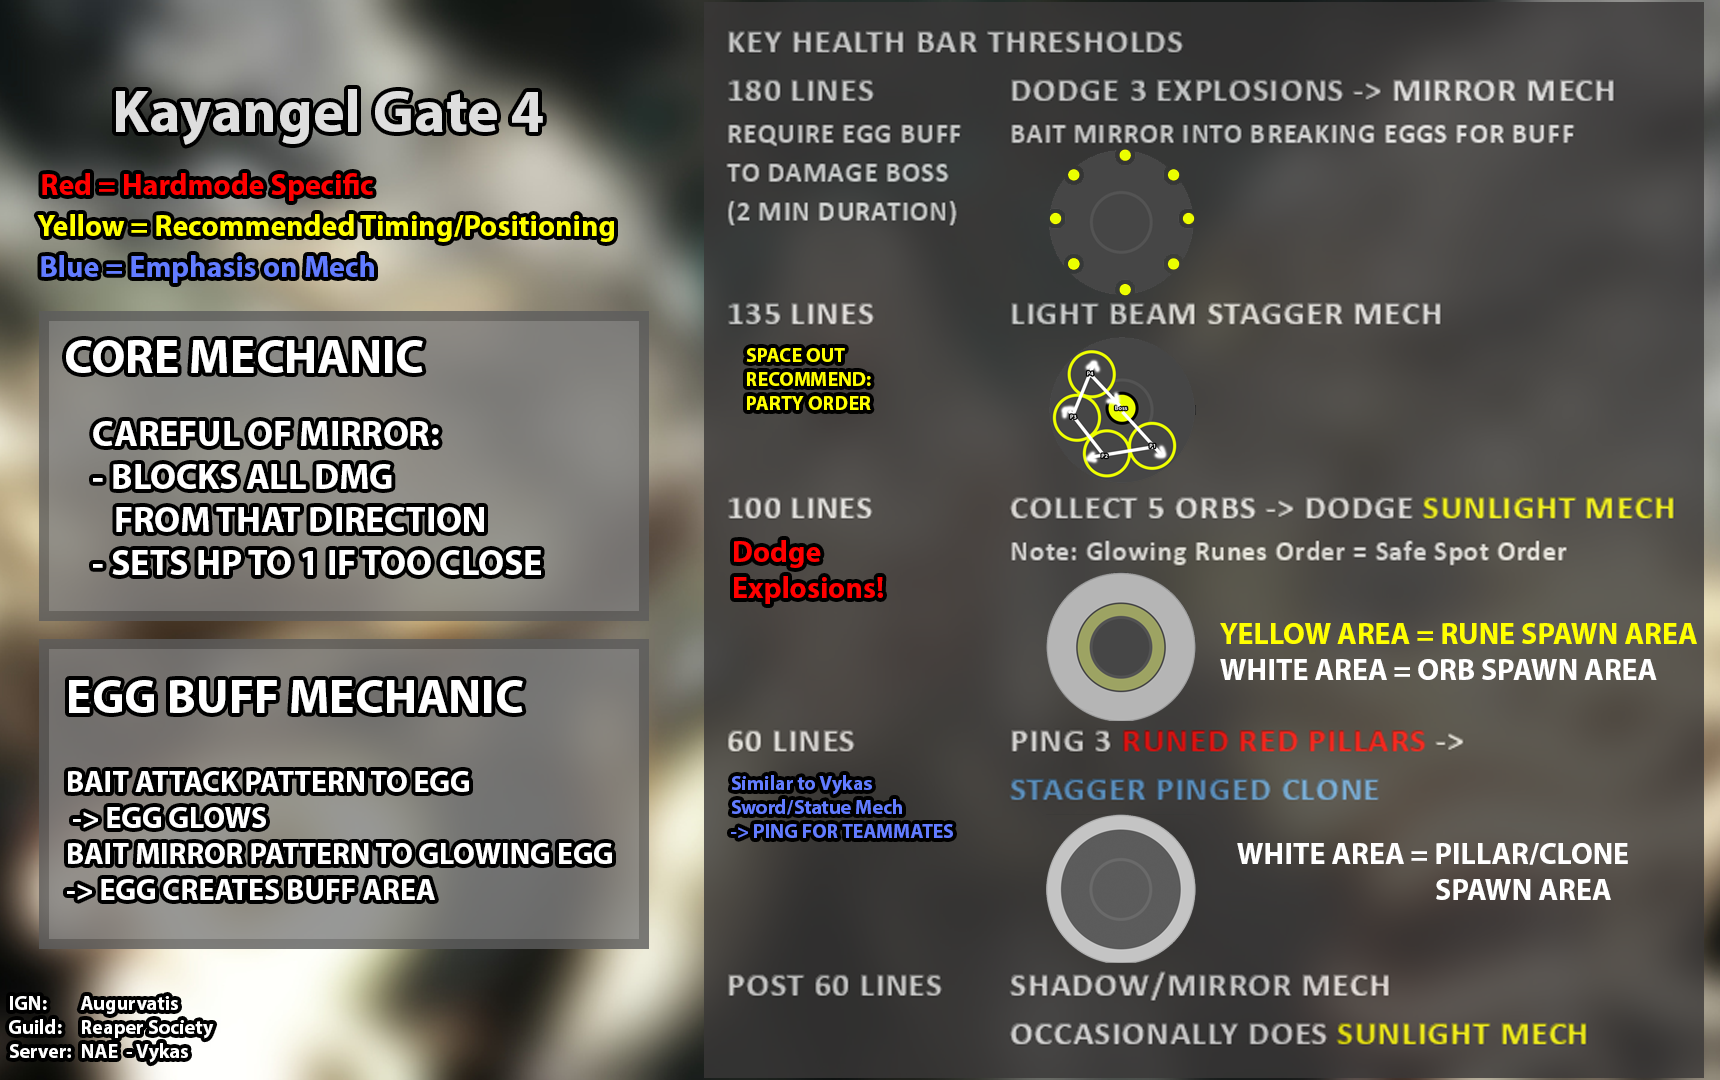 Kayangel Gate 4
Red = Hardmode Specific
Yellow = Recommended Timing/Positioning
Blue = Emphasis on Mech
CORE MECHANIC
CAREFUL OF MIRROR:
- BLOCKS ALL DMG
FROM THAT DIRECTION
- SETS HP TO 1 IF TOO CLOSE
EGG BUFF MECHANIC
BAIT ATTACK PATTERN TO EGG
-> EGG GLOWS
BAIT MIRROR PATTERN TO GLOWING EGG
-> EGG CREATES BUFF AREA
IGN: Augurvatis
Guild: Reaper Society
Server: NAE - Vykas
KEY HEALTH BAR THRESHOLDS
180 LINES
REQUIRE EGG BUFF
TO DAMAGE BOSS
(2 MIN DURATION)
DODGE 3 EXPLOSIONS -> MIRROR MECH
BAIT MIRROR INTO BREAKING EGGS FOR BUFF
135 LINES
SPACE OUT
RECOMMEND:
PARTY ORDER
LIGHT BEAM STAGGER MECH
100 LINES
Dodge
Explosions!
COLLECT 5 ORBS -> DODGE SUNLIGHT MECH
Note: Glowing Runes Order = Safe Spot Order
YELLOW AREA = RUNE SPAWN AREA
WHITE AREA = ORB SPAWN AREA
60 LINES
Similar to Vykas
Sword/Statue Mech
-> PING FOR TEAMMATES
PING 3 RUNED RED PILLARS ->
STAGGER PINGED CLONE
WHITE AREA = PILLAR/CLONE
SPAWN AREA
POST 60 LINES
SHADOW/MIRROR MECH
OCCASIONALLY DOES SUNLIGHT MECH